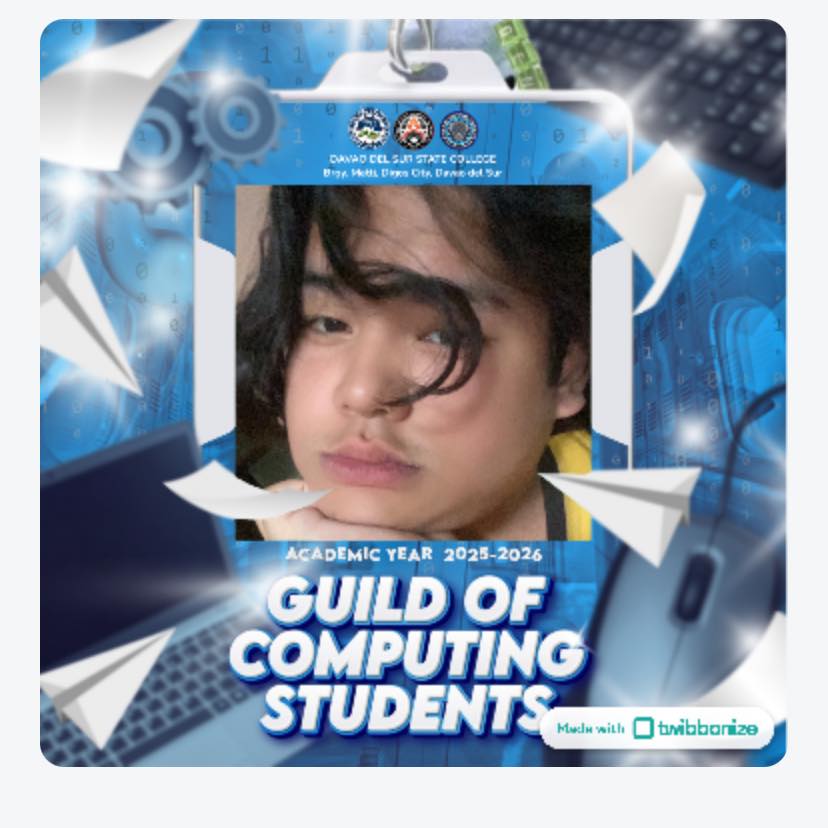 DAVAO DEL SUR STATE COLLEGE
Brgy. Matti, Digos City, Davao del Sur
ACADEMIC YEAR 2025-2026
GUILD OF
COMPUTING
STUDENTS
Made with twibbonize